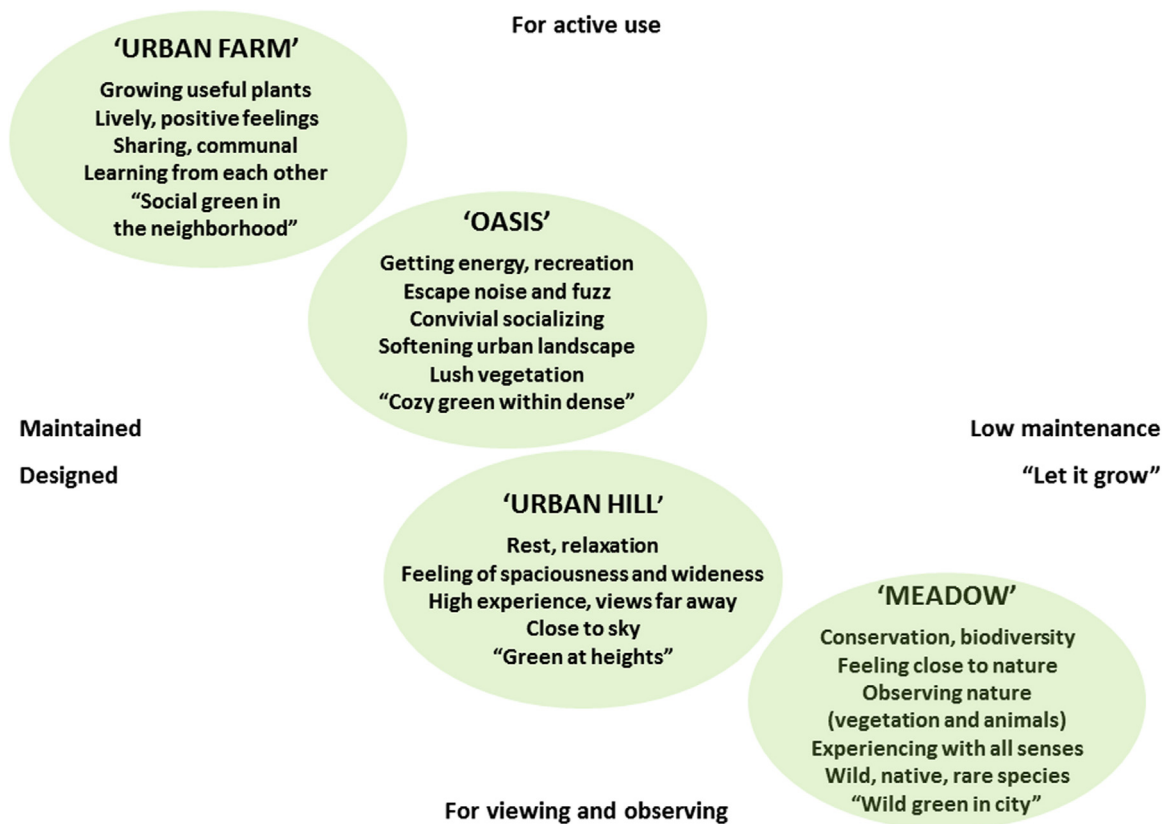 For active use
‘URBAN FARM’
Growing useful plants
Lively, positive feelings
Sharing, communal
Learning from each other
“Social green in
the neighborhood”
‘OASIS’
Getting energy, recreation
Escape noise and fuzz
Convivial socializing
Softening urban landscape
Lush vegetation
“Cozy green within dense”
Maintained
Designed
Low maintenance
“Let it grow”
‘URBAN HILL’
Rest, relaxation
Feeling of spaciousness and wideness
High experience, views far away
Close to sky
“Green at heights”
‘MEADOW’
Conservation, biodiversity
Feeling close to nature
Observing nature
(vegetation and animals)
Experiencing with all senses
Wild, native, rare species
“Wild green in city”
For viewing and observing